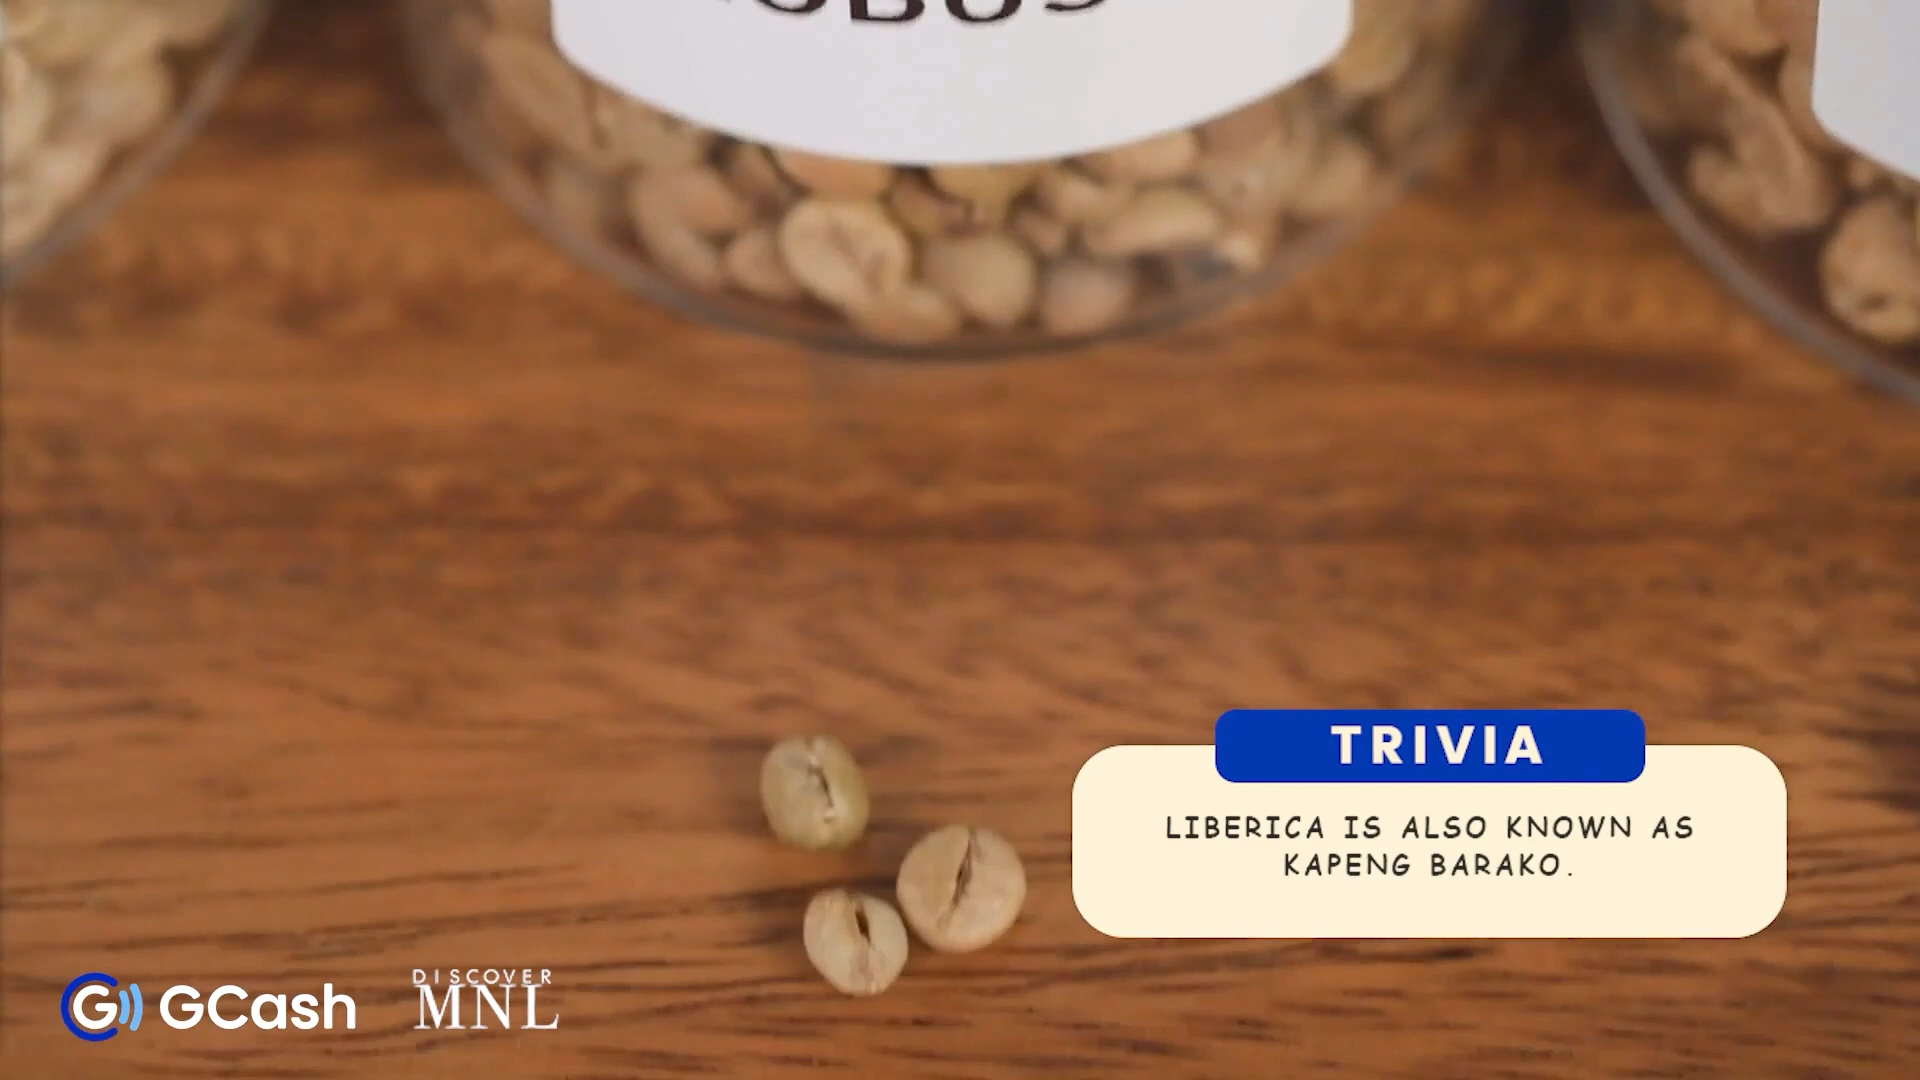 TRIVIA
LIBERICA IS ALSO KNOWN AS
KAPENG BARAKO.
GCash
DISCOVER
MNL